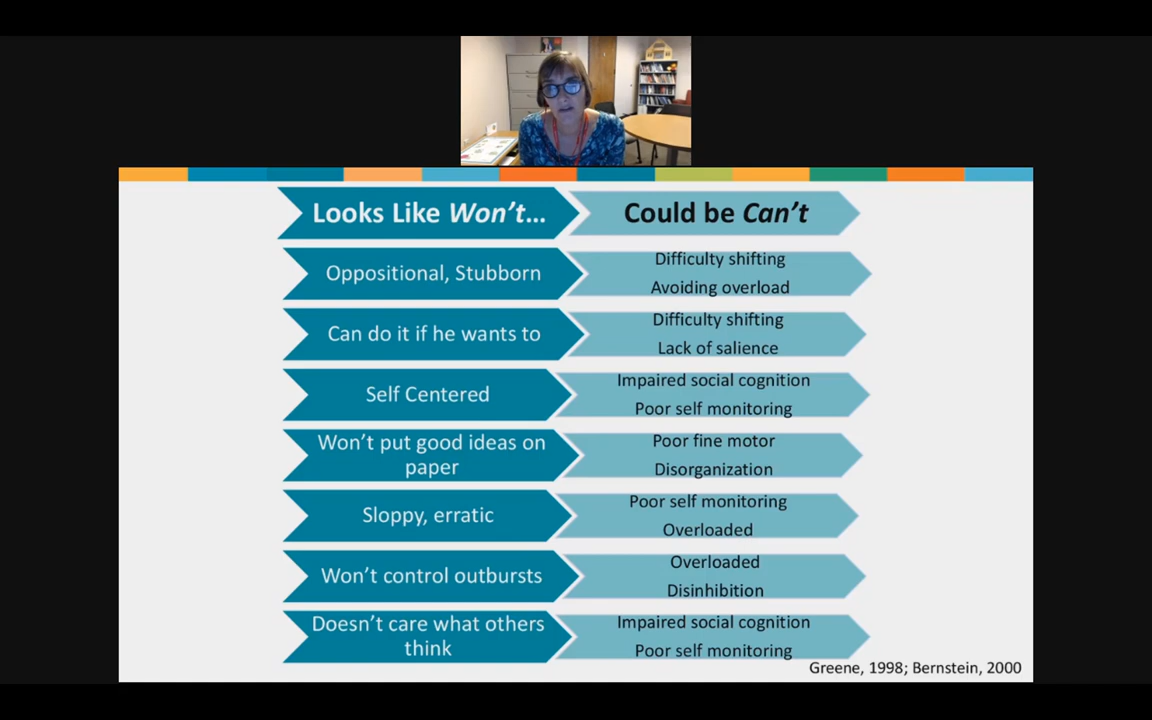 Looks Like Won't...
Could be Can't
Oppositional, Stubborn
Difficulty shifting
Avoiding overload
Can do it if he wants to
Difficulty shifting
Lack of salience
Self Centered
Impaired social cognition
Poor self monitoring
Won't put good ideas on
paper
Poor fine motor
Disorganization
Sloppy, erratic
Poor self monitoring
Overloaded
Won't control outbursts
Overloaded
Disinhibition
Doesn't care what others
think
Impaired social cognition
Poor self monitoring
Greene, 1998; Bernstein, 2000